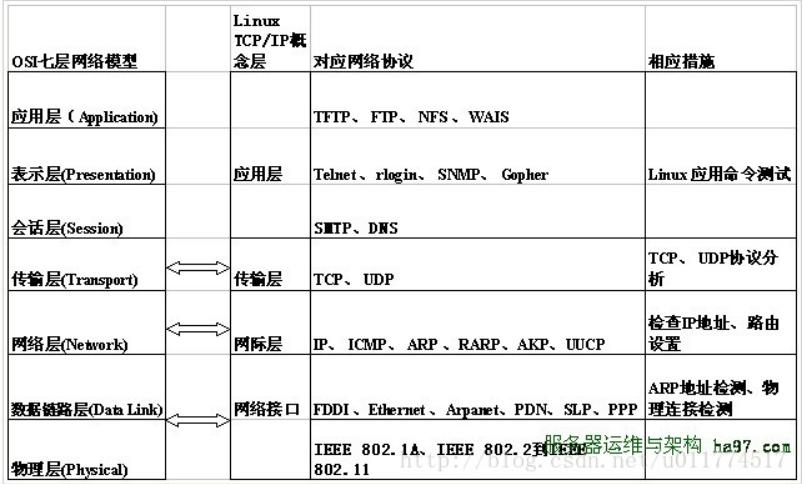 OSI七层网络模型
Linux
TCP/IP概
念层
对应网络协议
相应措施
应用层(Application)
TFTP、FTP、NFS、WAIS
表示层(Presentation)
应用层
Telnet、rlogin、SNMP、Gopher
Linux应用命令测试
会话层(Session)
SMTP、DNS
传输层(Transport)
传输层
TCP、UDP
TCP、UDP协议分
析
网络层(Network)
网际层
IP、ICMP、ARP、RARP、AKP、UUCP
检查IP地址、路由
设置
数据链路层(Data Link)
网络接口
FDDI、Ethernet、Arpanet、PDN、SLP、PPP
ARP地址检测、物
理连接检测
物理层(Physical)
IEEE 802.1A、IEEE 802.2到IEEE
802.11
服务器运维与架构 ha97.com
http://blog.csdn.net/u011774517